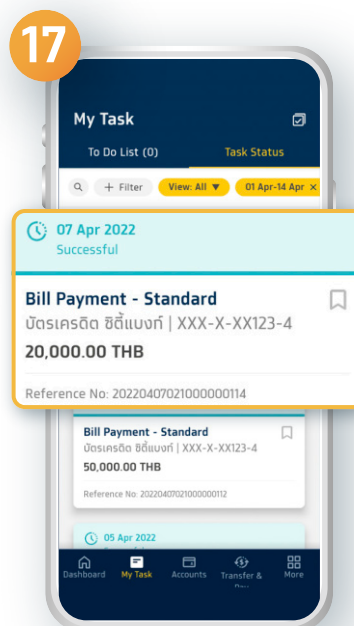 17
My Task
To Do List (0)
Task Status
+ Filter
View: All ▼
01 Apr-14 Apr ×
07 Apr 2022
Successful
Bill Payment - Standard
บัตรเครดิต ซิตี้แบงก์ | XXX-X-XX123-4
20,000.00 THB
Reference No: 20220407021000000114
Bill Payment - Standard
บัตรเครดิต ซิตี้แบงก์ | XXX-X-XX123-4
50,000.00 THB
Reference No: 20220407021000000112
05 Apr 2022
Dashboard
My Task
Accounts
Transfer &
More